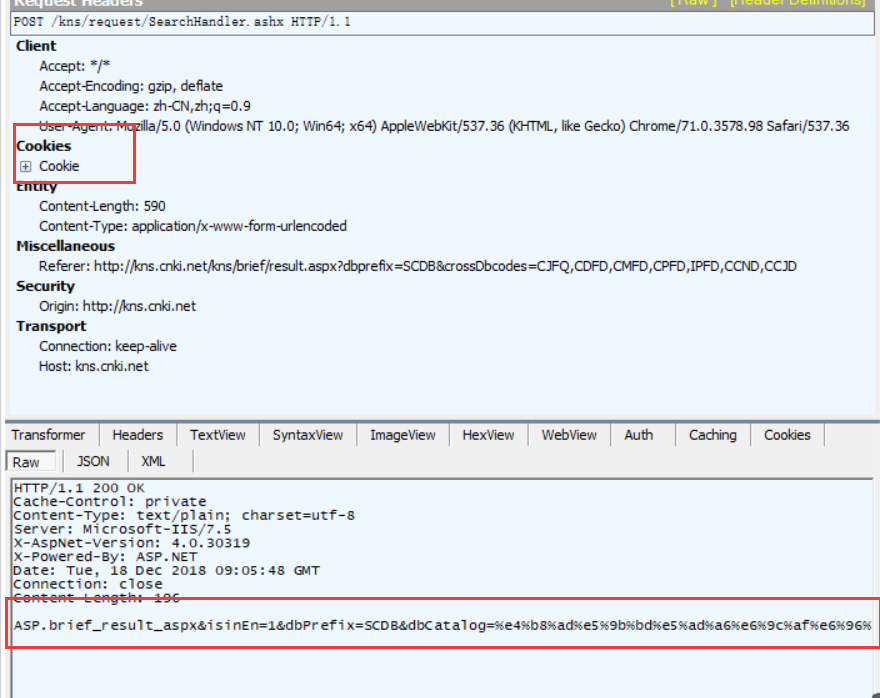 Request Headers [ Raw ] [Header Definitions]
POST /kns/request/SearchHandler.ashx HTTP/1.1
Client
Accept: */*
Accept-Encoding: gzip, deflate
Accept-Language: zh-CN,zh;q=0.9
User-Agent: Mozilla/5.0 (Windows NT 10.0; Win64; x64) AppleWebKit/537.36 (KHTML, like Gecko) Chrome/71.0.3578.98 Safari/537.36
Cookies
Cookie
Entity
Content-Length: 590
Content-Type: application/x-www-form-urlencoded
Miscellaneous
Referer: http://kns.cnki.net/kns/brief/result.aspx?dbprefix=SCDB&crossDbcodes=CJFQ,CDFD,CMFD,CPFD,IPFD,CCND,CCJD
Security
Origin: http://kns.cnki.net
Transport
Connection: keep-alive
Host: kns.cnki.net
Transformer Headers TextView SyntaxView ImageView HexView WebView Auth Caching Cookies
Raw JSON XML
HTTP/1.1 200 OK
Cache-Control: private
Content-Type: text/plain; charset=utf-8
Server: Microsoft-IIS/7.5
X-AspNet-Version: 4.0.30319
X-Powered-By: ASP.NET
Date: Tue, 18 Dec 2018 09:05:48 GMT
Connection: close
Content-Length: 196
ASP.brief_result_aspx&isinEn=1&dbPrefix=SCDB&dbCatalog=%e4%b8%ad%e5%9b%bd%e5%ad%a6%e6%9c%af%e6%96%